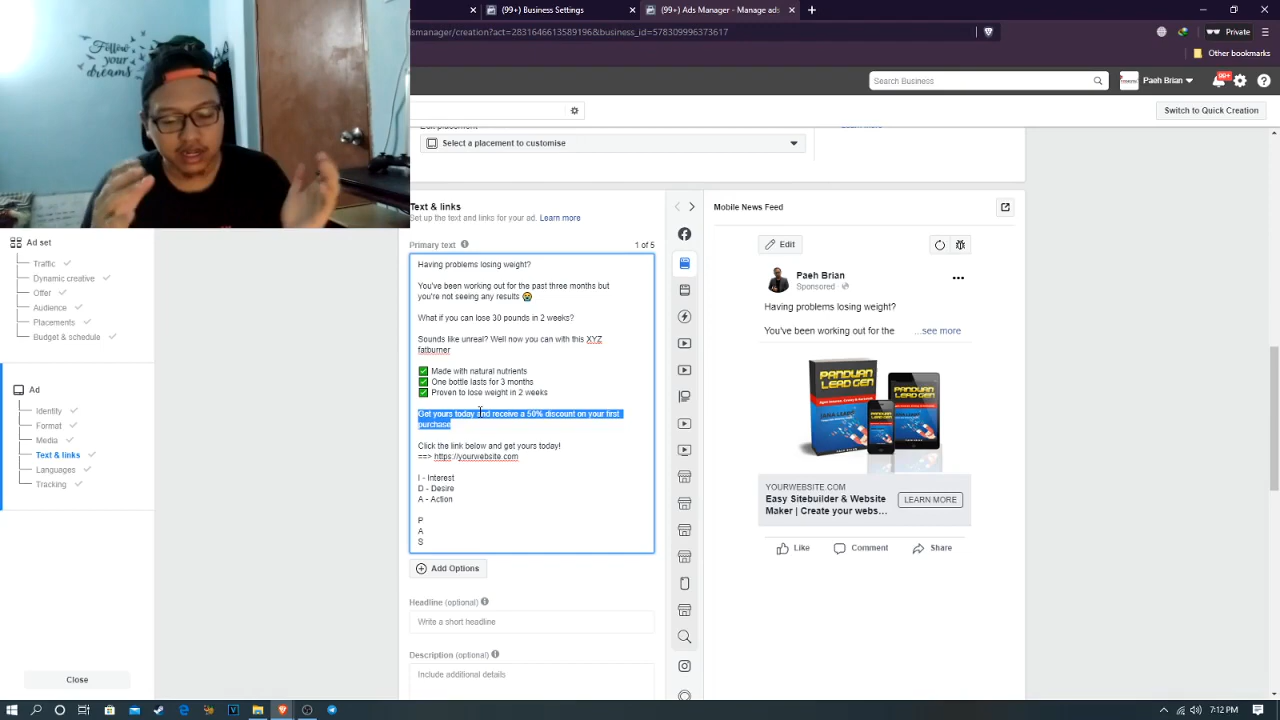 Follow
your
dreams
(99+) Business Settings
(99+) Ads Manager - Manage ads
smanager/creation?act=2831646613589196&business_id=578309996373617
Private
Search Business
Paeh Brian
99+
Switch to Quick Creation
Select a placement to customise
Text & links
Set up the text and links for your ad. Learn more
Primary text
1 of 5
Having problems losing weight?
You've been working out for the past three months but
you're not seeing any results 😭
What if you can lose 30 pounds in 2 weeks?
Sounds like unreal? Well now you can with this XYZ
fatburner
✅ Made with natural nutrients
✅ One bottle lasts for 3 months
✅ Proven to lose weight in 2 weeks
Get yours today and receive a 50% discount on your first
purchase
Click the link below and get yours today!
==> https://yourwebsite.com
I - Interest
D - Desire
A - Action
P
A
S
Add Options
Headline (optional)
Write a short headline
Description (optional)
Include additional details
Ad set
Traffic
Dynamic creative
Offer
Audience
Placements
Budget & schedule
Ad
Identity
Format
Media
Text & links
Languages
Tracking
Close
Mobile News Feed
Edit
Paeh Brian
Sponsored
Having problems losing weight?
You've been working out for the ...see more
PANDUAN
LEAD GEN
PANDUAN
LEAD GEN
YOURWEBSITE.COM
Easy Sitebuilder & Website
Maker | Create your webs…
LEARN MORE
Like
Comment
Share
7:12 PM